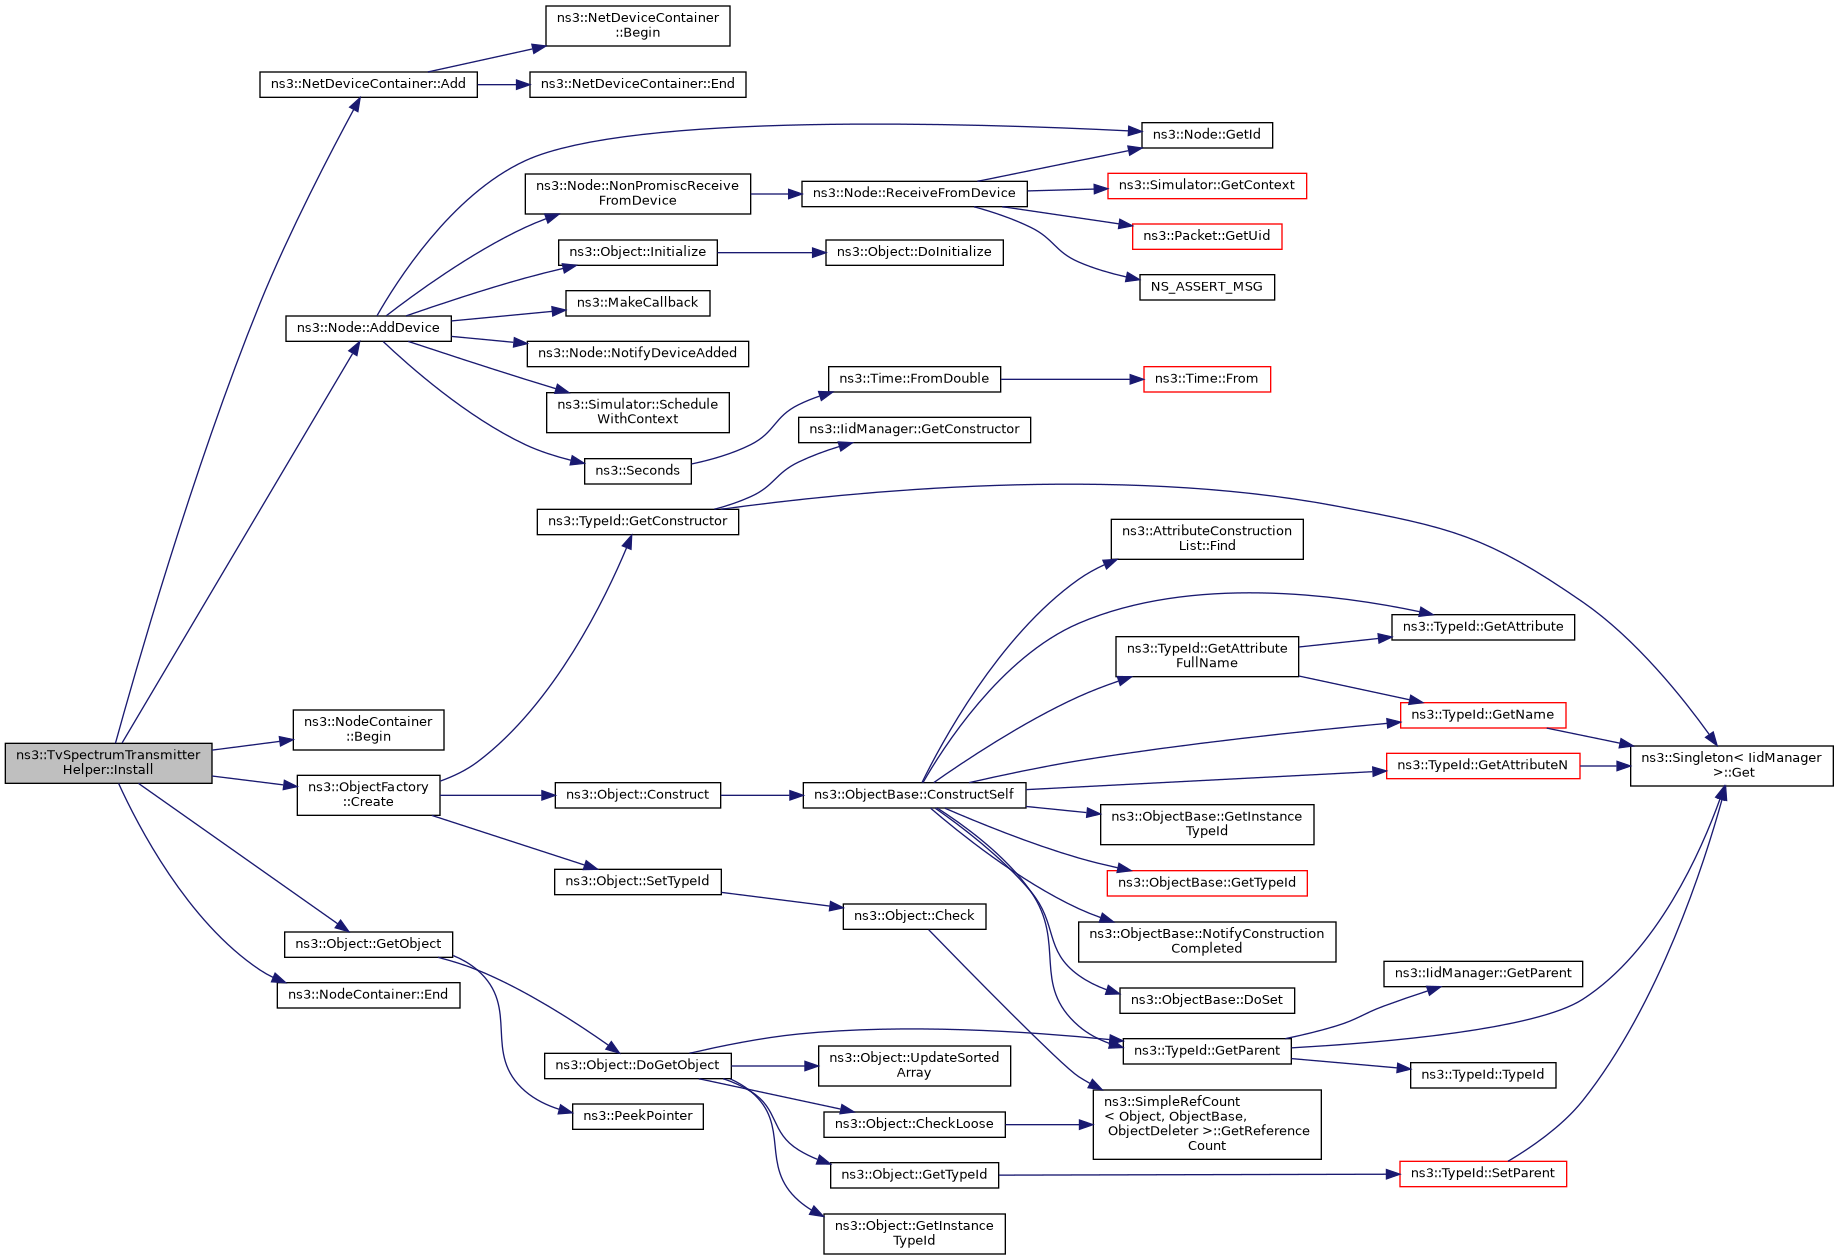 ns3::NetDeviceContainer
::Begin
ns3::NetDeviceContainer::Add
ns3::NetDeviceContainer::End
ns3::Node::GetId
ns3::Node::NonPromiscReceive
FromDevice
ns3::Node::ReceiveFromDevice
ns3::Simulator::GetContext
ns3::Packet::GetUid
ns3::Object::Initialize
ns3::Object::DoInitialize
NS_ASSERT_MSG
ns3::MakeCallback
ns3::Node::AddDevice
ns3::Node::NotifyDeviceAdded
ns3::Time::FromDouble
ns3::Time::From
ns3::Simulator::Schedule
WithContext
ns3::IidManager::GetConstructor
ns3::Seconds
ns3::TypeId::GetConstructor
ns3::AttributeConstruction
List::Find
ns3::TypeId::GetAttribute
ns3::TypeId::GetAttribute
FullName
ns3::TypeId::GetName
ns3::NodeContainer
::Begin
ns3::TvSpectrumTransmitter
Helper::Install
ns3::Singleton< IidManager
>::Get
ns3::TypeId::GetAttributeN
ns3::ObjectFactory
::Create
ns3::Object::Construct
ns3::ObjectBase::ConstructSelf
ns3::ObjectBase::GetInstance
TypeId
ns3::Object::SetTypeId
ns3::ObjectBase::GetTypeId
ns3::Object::Check
ns3::ObjectBase::NotifyConstruction
Completed
ns3::Object::GetObject
ns3::IidManager::GetParent
ns3::NodeContainer::End
ns3::ObjectBase::DoSet
ns3::TypeId::GetParent
ns3::Object::DoGetObject
ns3::Object::UpdateSorted
Array
ns3::TypeId::TypeId
ns3::PeekPointer
ns3::Object::CheckLoose
ns3::SimpleRefCount
< Object, ObjectBase,
ObjectDeleter >::GetReference
Count
ns3::Object::GetTypeId
ns3::TypeId::SetParent
ns3::Object::GetInstance
TypeId